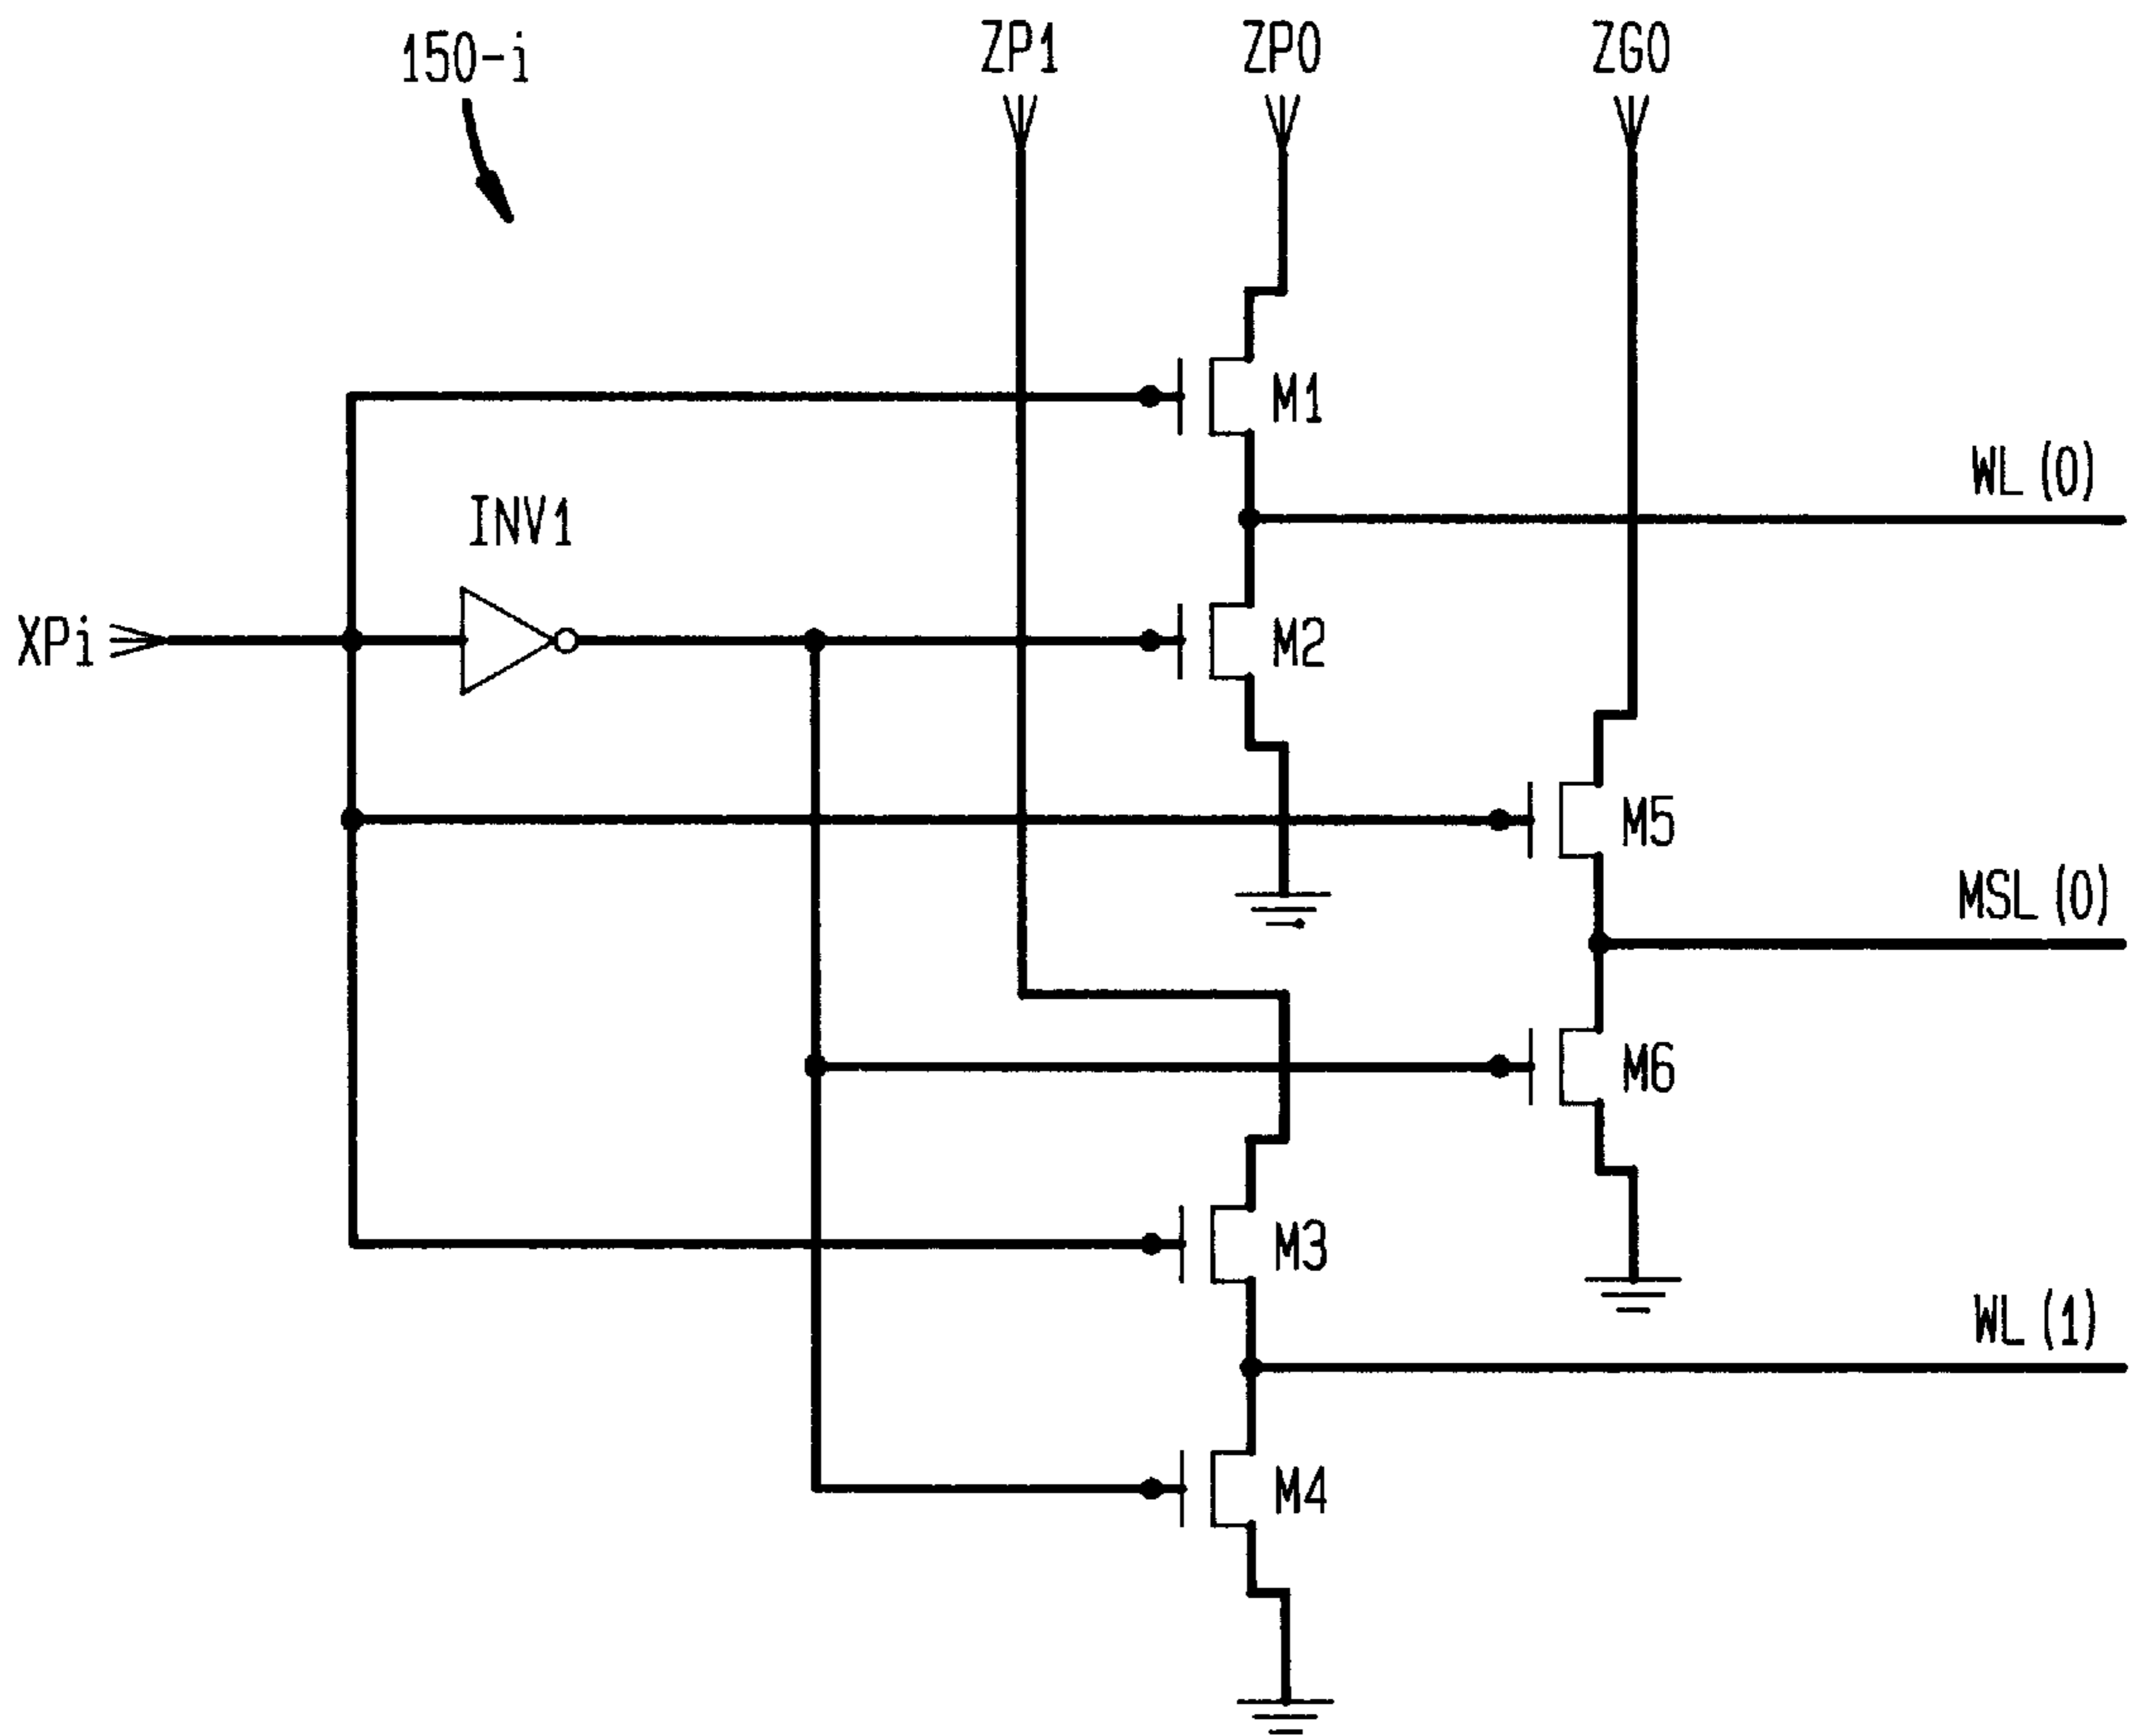 150-i
ZP1
ZP0
ZG0
M1
WL(0)
INV1
XPi
M2
M5
MSL(0)
M6
M3
WL(1)
M4